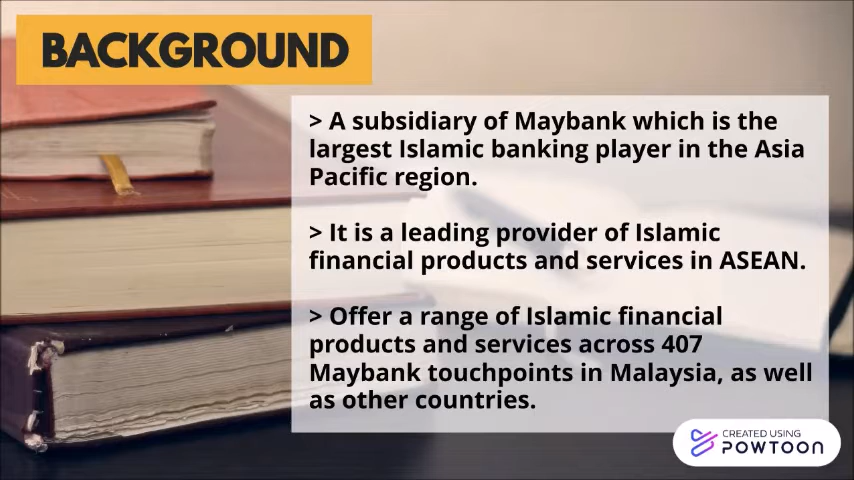 BACKGROUND
> A subsidiary of Maybank which is the
largest Islamic banking player in the Asia
Pacific region.
> It is a leading provider of Islamic
financial products and services in ASEAN.
> Offer a range of Islamic financial
products and services across 407
Maybank touchpoints in Malaysia, as well
as other countries.
CREATED USING
POWTOON